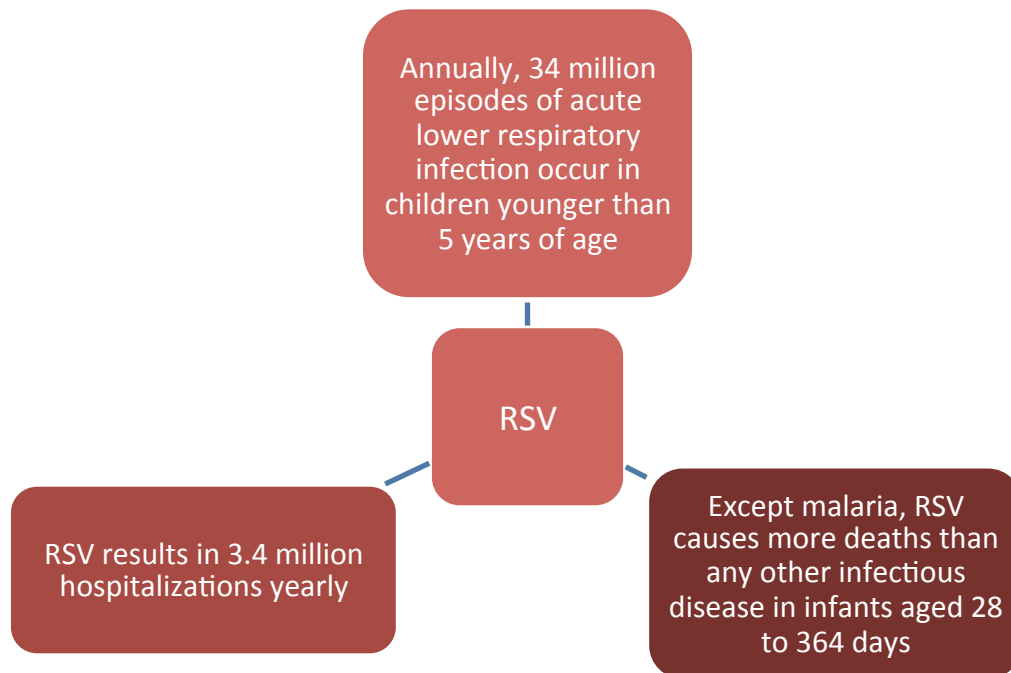 Annually, 34 million
episodes of acute
lower respiratory
infection occur in
children younger than
5 years of age
RSV
RSV results in 3.4 million
hospitalizations yearly
Except malaria, RSV
causes more deaths than
any other infectious
disease in infants aged 28
to 364 days